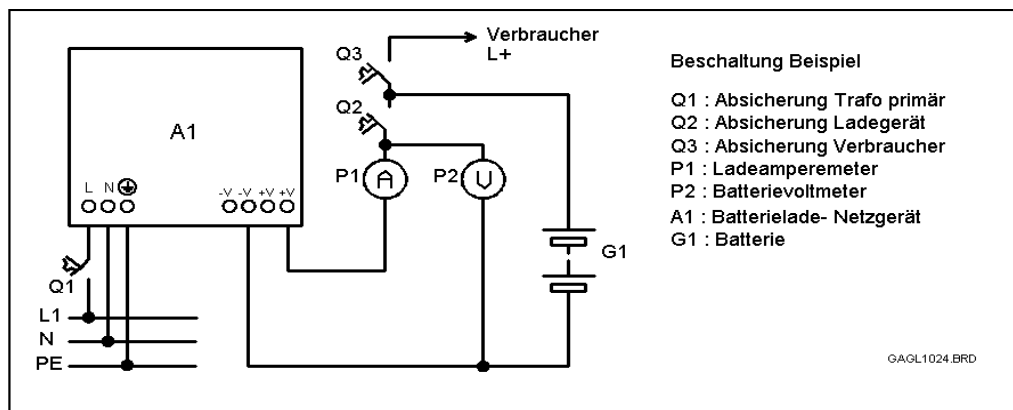 Verbraucher
L+
Q3
Q2
A1
P1
A
P2
V
L N
-V -V +V +V
Q1
G1
L1
N
PE
Beschaltung Beispiel
Q1 : Absicherung Trafo primär
Q2 : Absicherung Ladegerät
Q3 : Absicherung Verbraucher
P1 : Ladeamperemeter
P2 : Batterievoltmeter
A1 : Batterielade- Netzgerät
G1 : Batterie
GAGL1024.BRD